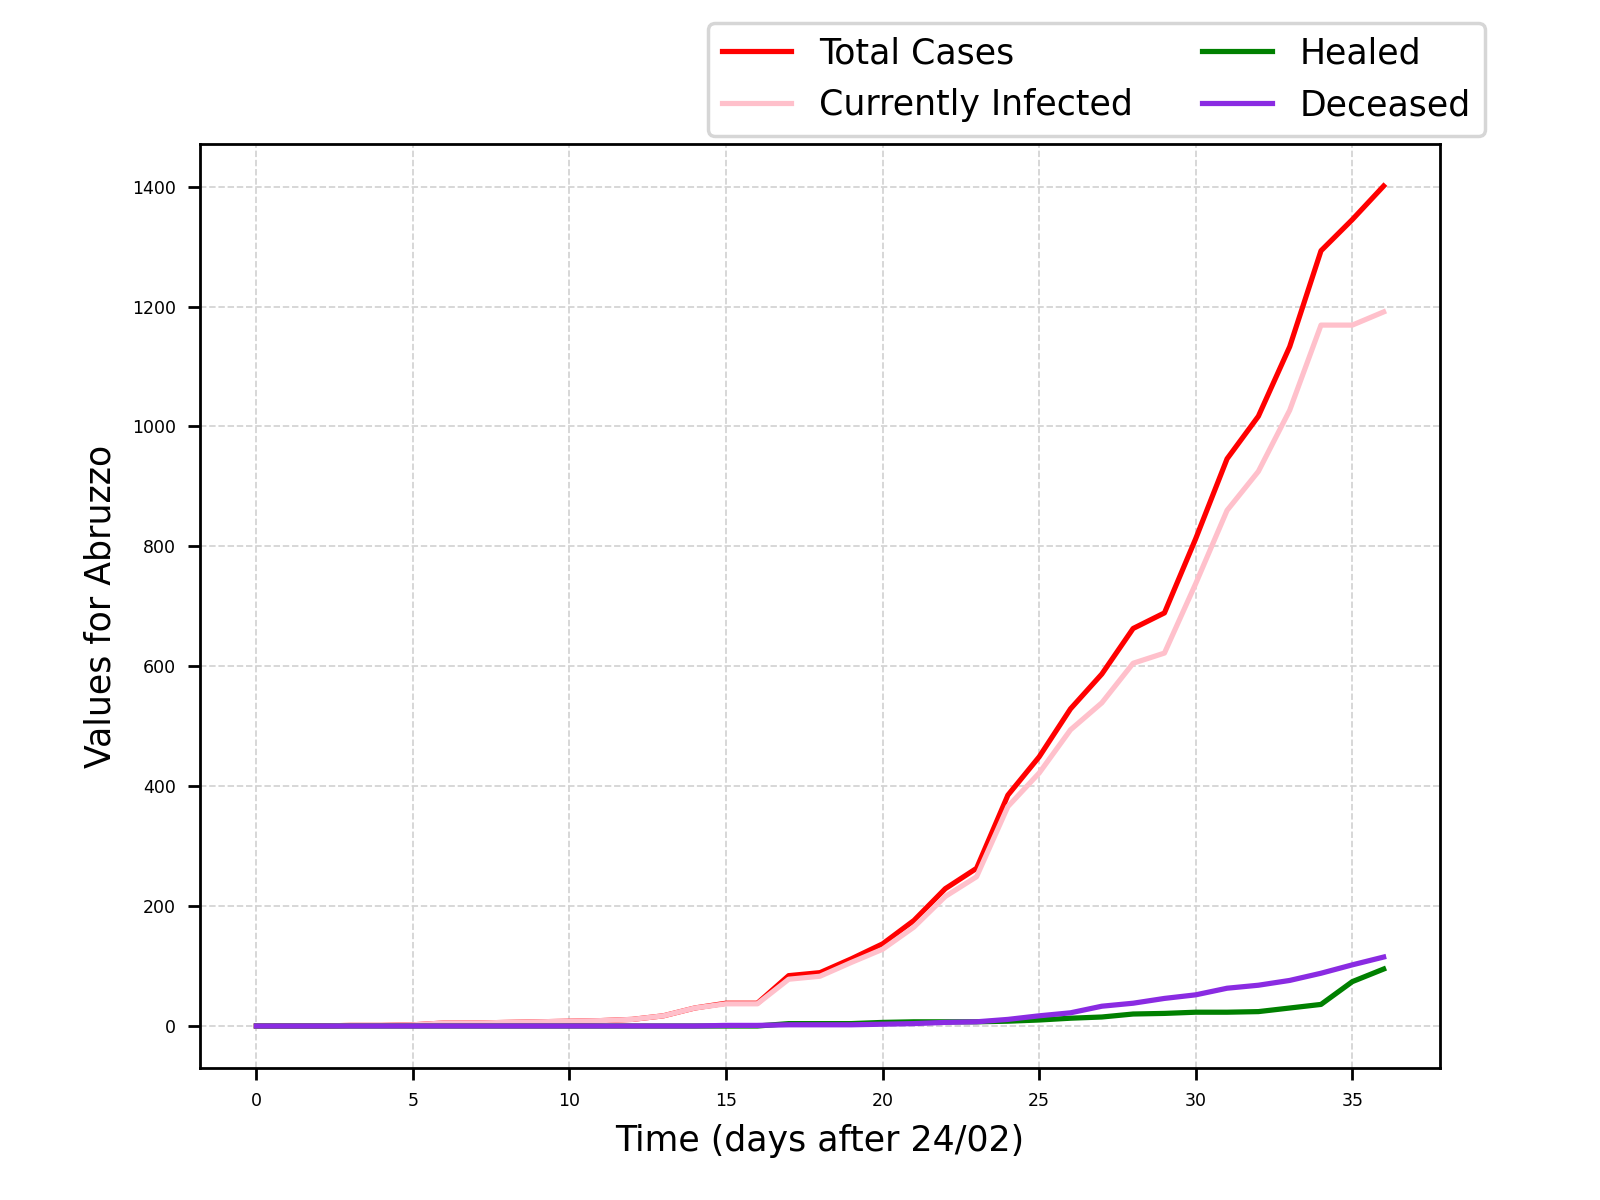 Total Cases
Currently Infected
Healed
Deceased
1400
1200
1000
800
600
400
200
0
Values for Abruzzo
0 5 10 15 20 25 30 35
Time (days after 24/02)